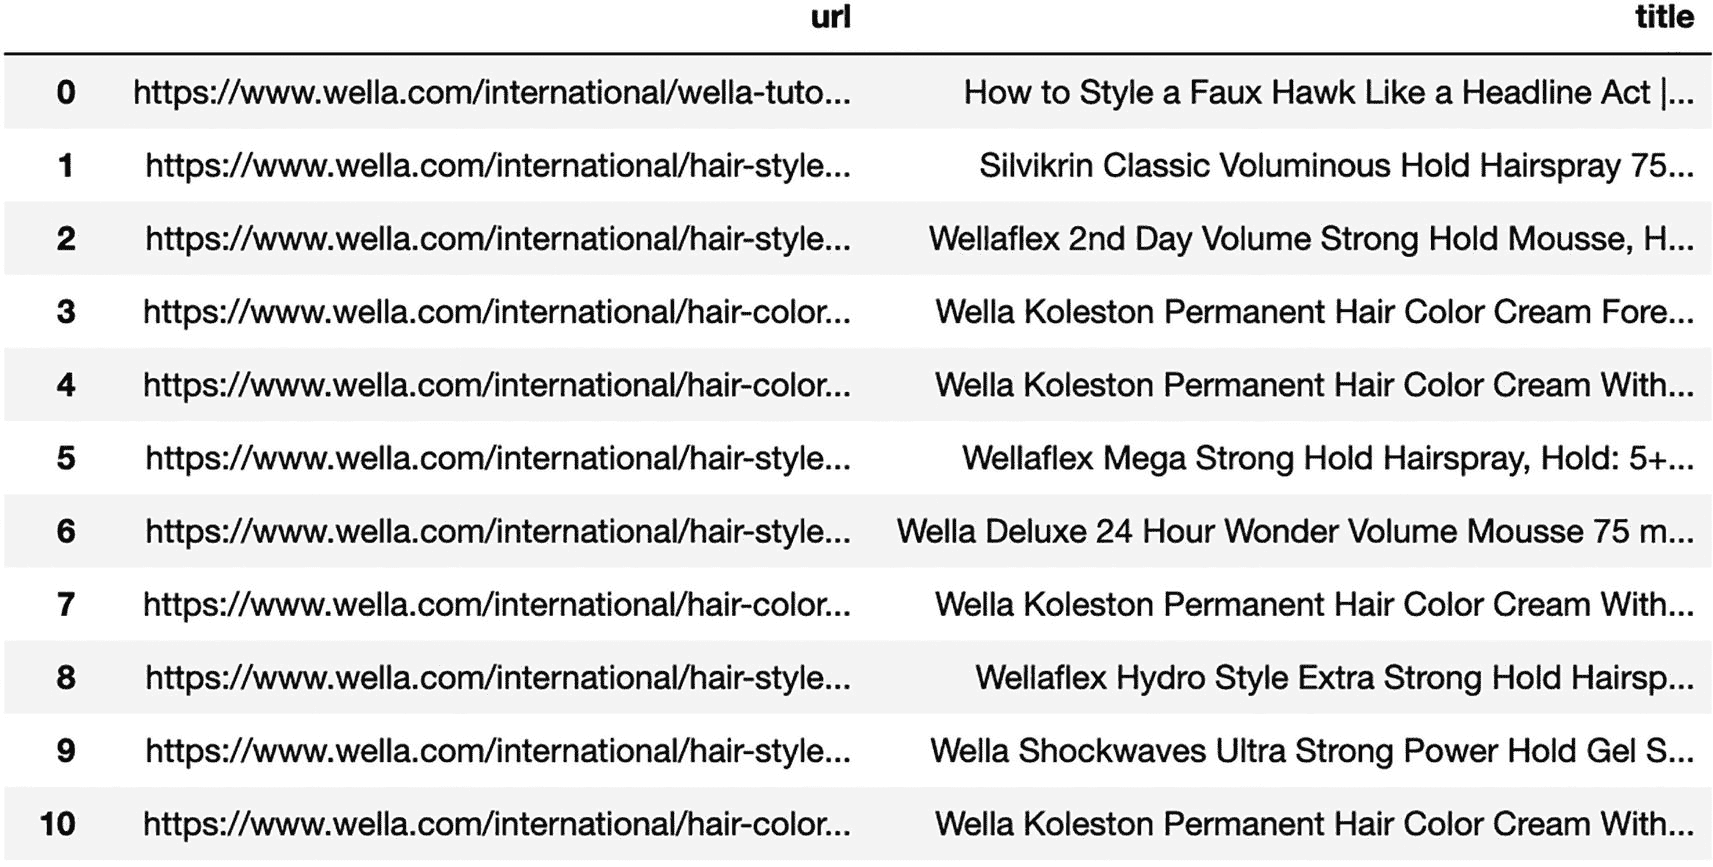 url title
0 https://www.wella.com/international/wella-tuto... How to Style a Faux Hawk Like a Headline Act |...
1 https://www.wella.com/international/hair-style... Silvikrin Classic Voluminous Hold Hairspray 75...
2 https://www.wella.com/international/hair-style... Wellaflex 2nd Day Volume Strong Hold Mousse, H...
3 https://www.wella.com/international/hair-color... Wella Koleston Permanent Hair Color Cream Fore...
4 https://www.wella.com/international/hair-color... Wella Koleston Permanent Hair Color Cream With...
5 https://www.wella.com/international/hair-style... Wellaflex Mega Strong Hold Hairspray, Hold: 5+...
6 https://www.wella.com/international/hair-style... Wella Deluxe 24 Hour Wonder Volume Mousse 75 m...
7 https://www.wella.com/international/hair-color... Wella Koleston Permanent Hair Color Cream With...
8 https://www.wella.com/international/hair-style... Wellaflex Hydro Style Extra Strong Hold Hairsp...
9 https://www.wella.com/international/hair-style... Wella Shockwaves Ultra Strong Power Hold Gel S...
10 https://www.wella.com/international/hair-color... Wella Koleston Permanent Hair Color Cream With...